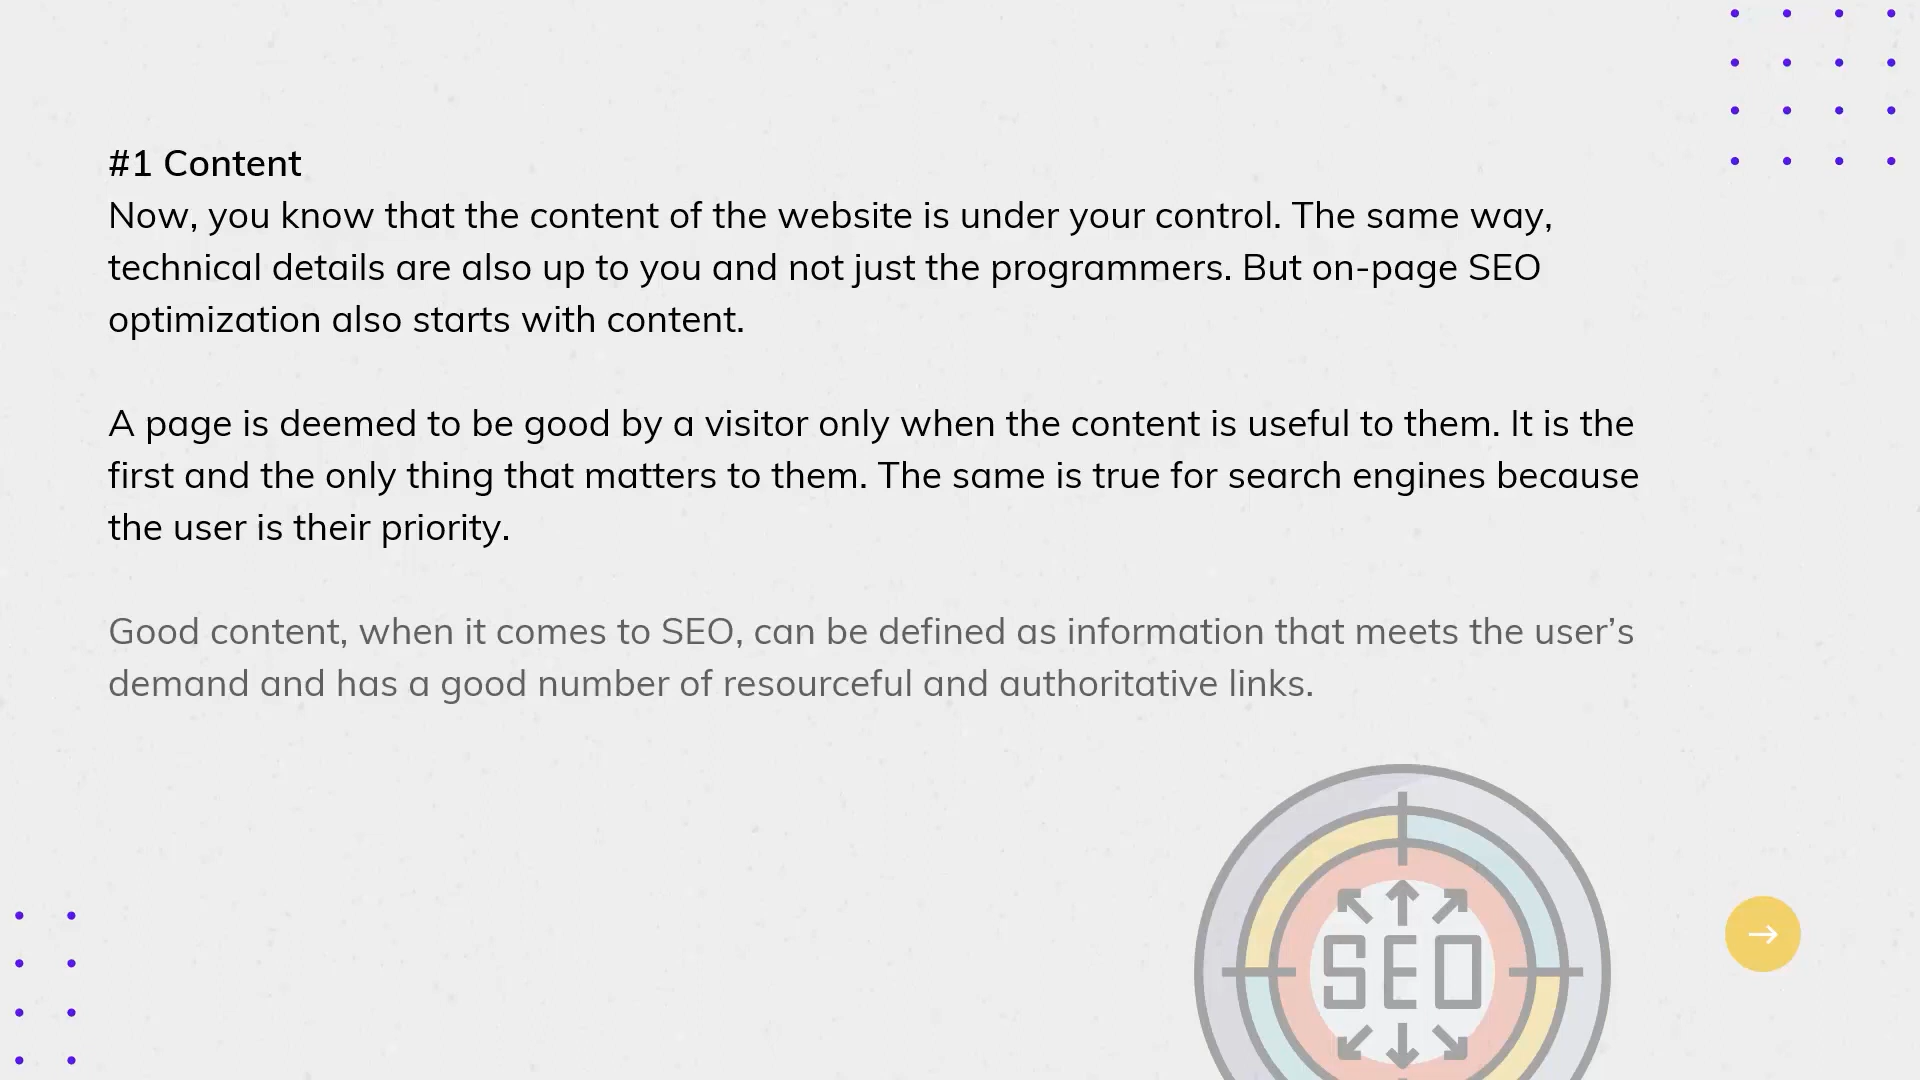 #1 Content
Now, you know that the content of the website is under your control. The same way,
technical details are also up to you and not just the programmers. But on-page SEO
optimization also starts with content.
A page is deemed to be good by a visitor only when the content is useful to them. It is the
first and the only thing that matters to them. The same is true for search engines because
the user is their priority.
Good content, when it comes to SEO, can be defined as information that meets the user’s
demand and has a good number of resourceful and authoritative links.
SEO